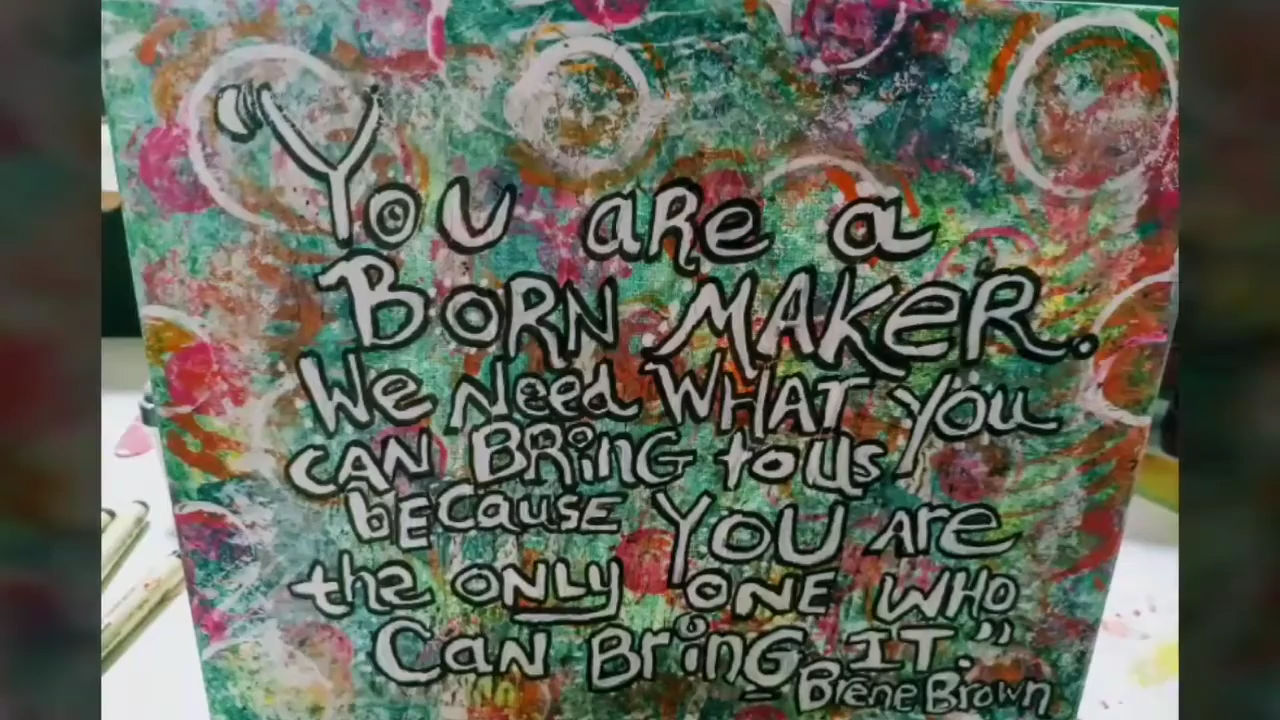 "You are a
BORN MAKeR.
We Need WHAT you
CAN BRinG to us
bECauSE YOU Are
the ONLY ONE WHO
CaN BrinG IT."
- Brene Brown